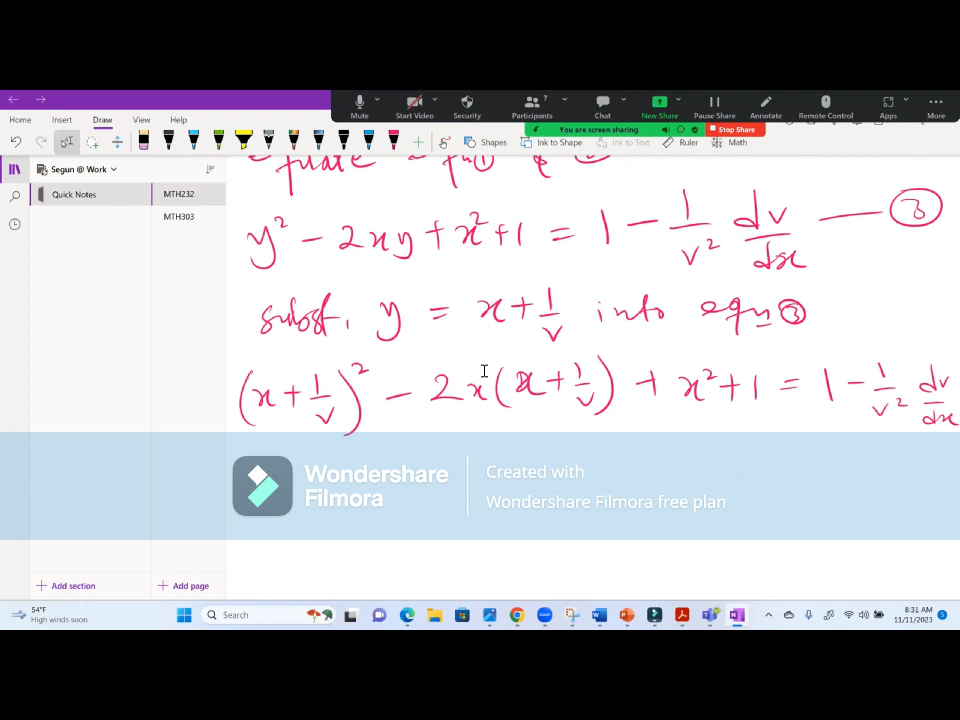 Mute
Start Video
Security
Participants 7
Chat
New Share
Pause Share
Annotate
Remote Control
Apps
More
Home Insert Draw View Help
You are screen sharing
Stop Share
Shapes Ink to Shape Ink to Text Ruler Math
Segun @ Work
Quick Notes
MTH232
MTH303
y² - 2xy + x² + 1 = 1 - 1/v² dv/dx —— ③
subst. y = x + 1/v into eqn ③
(x + 1/v)² - 2x(x + 1/v) + x² + 1 = 1 - 1/v² dv/dx
Wondershare
Filmora
Created with
Wondershare Filmora free plan
+ Add section
+ Add page
54°F
High winds soon
Search
8:31 AM
11/11/2023
5